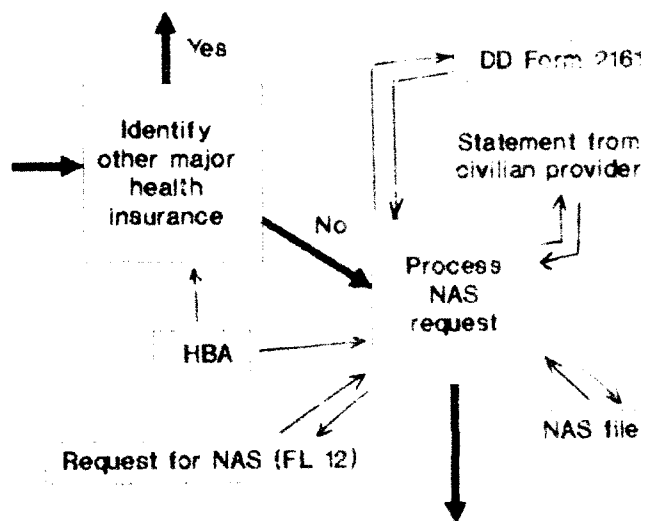 Yes
DD Form 2161
Identify
other major
health
insurance
Statement from
civilian provider
No
Process
NAS
request
HBA
NAS file
Request for NAS (FL 12)